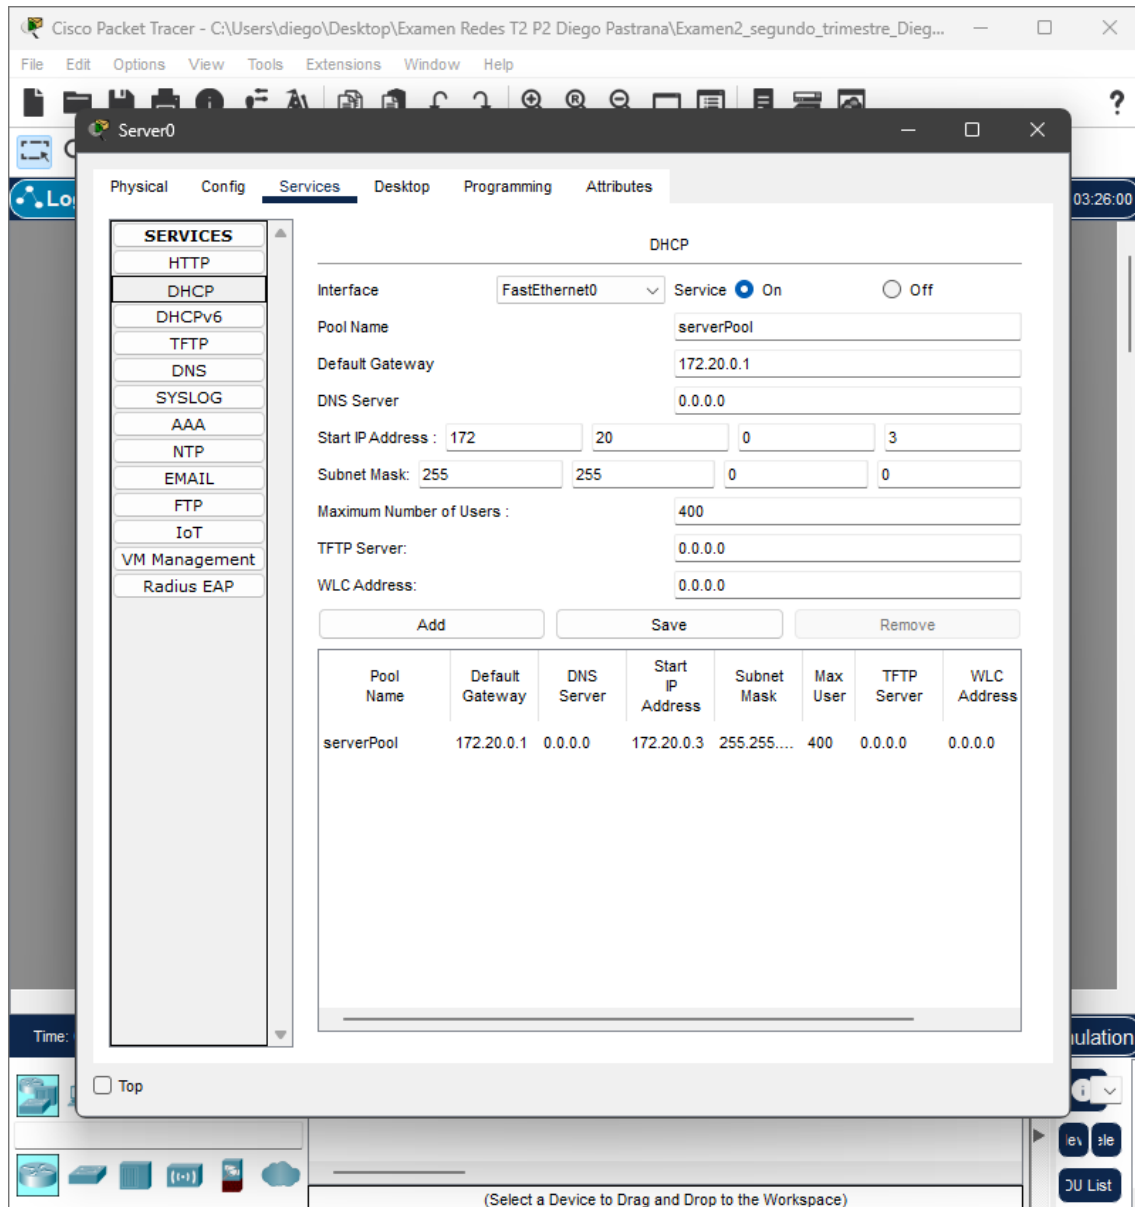 Cisco Packet Tracer - C:\Users\diego\Desktop\Examen Redes T2 P2 Diego Pastrana\Examen2_segundo_trimestre_Dieg...
File Edit Options View Tools Extensions Window Help
Server0
Physical Config Services Desktop Programming Attributes
03:26:00
SERVICES
HTTP
DHCP
DHCPv6
TFTP
DNS
SYSLOG
AAA
NTP
EMAIL
FTP
IoT
VM Management
Radius EAP
DHCP
Interface FastEthernet0 Service On Off
Pool Name serverPool
Default Gateway 172.20.0.1
DNS Server 0.0.0.0
Start IP Address : 172 20 0 3
Subnet Mask: 255 255 0 0
Maximum Number of Users : 400
TFTP Server: 0.0.0.0
WLC Address: 0.0.0.0
Add Save Remove
Pool Name Default Gateway DNS Server Start IP Address Subnet Mask Max User TFTP Server WLC Address
serverPool 172.20.0.1 0.0.0.0 172.20.0.3 255.255.... 400 0.0.0.0 0.0.0.0
Time:
Top
(Select a Device to Drag and Drop to the Workspace)